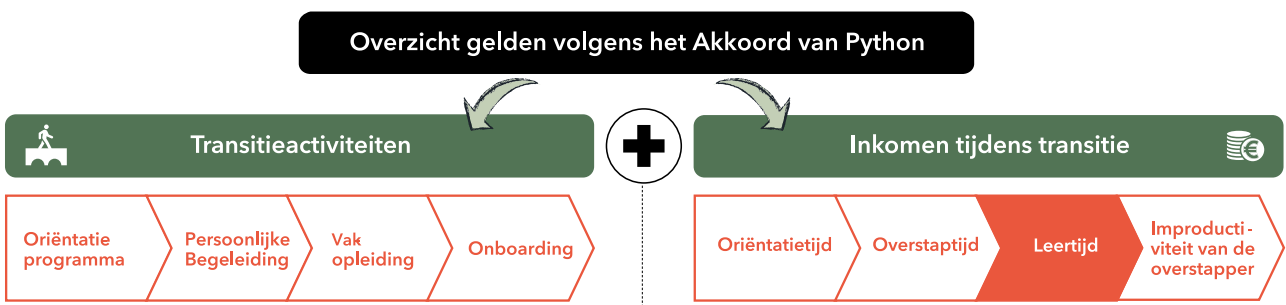 Overzicht gelden volgens het Akkoord van Python
Transitieactiviteiten
Inkomen tijdens transitie
Oriëntatie
programma
Persoonlijke
Begeleiding
Vak
opleiding
Onboarding
Oriëntatietijd
Overstaptijd
Leertijd
Improducti-
viteit van de
overstapper